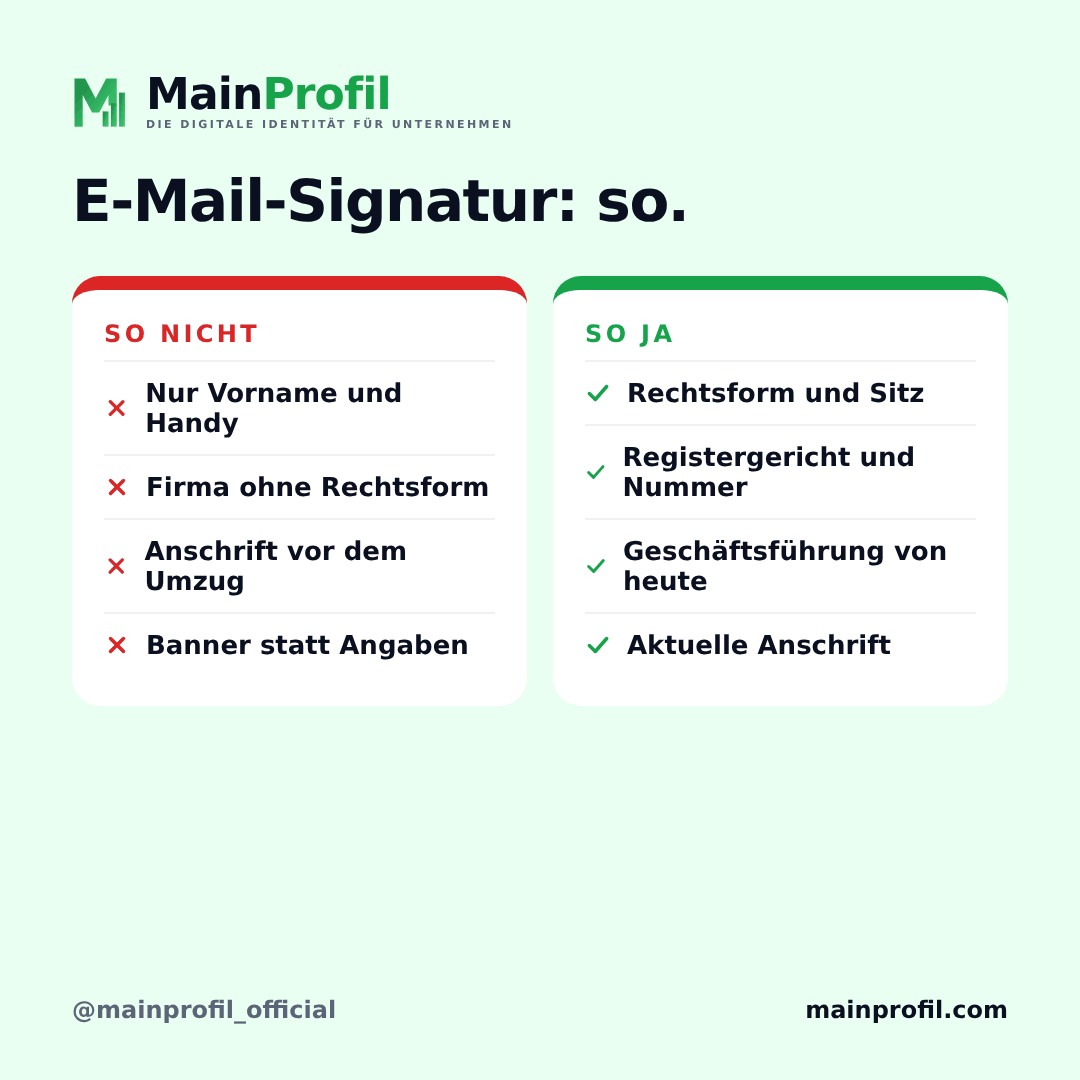 MainProfil
DIE DIGITALE IDENTITÄT FÜR UNTERNEHMEN
E-Mail-Signatur: so.
SO NICHT
Nur Vorname und
Handy
Firma ohne Rechtsform
Anschrift vor dem
Umzug
Banner statt Angaben
SO JA
Rechtsform und Sitz
Registergericht und
Nummer
Geschäftsführung von
heute
Aktuelle Anschrift
@mainprofil_official
mainprofil.com